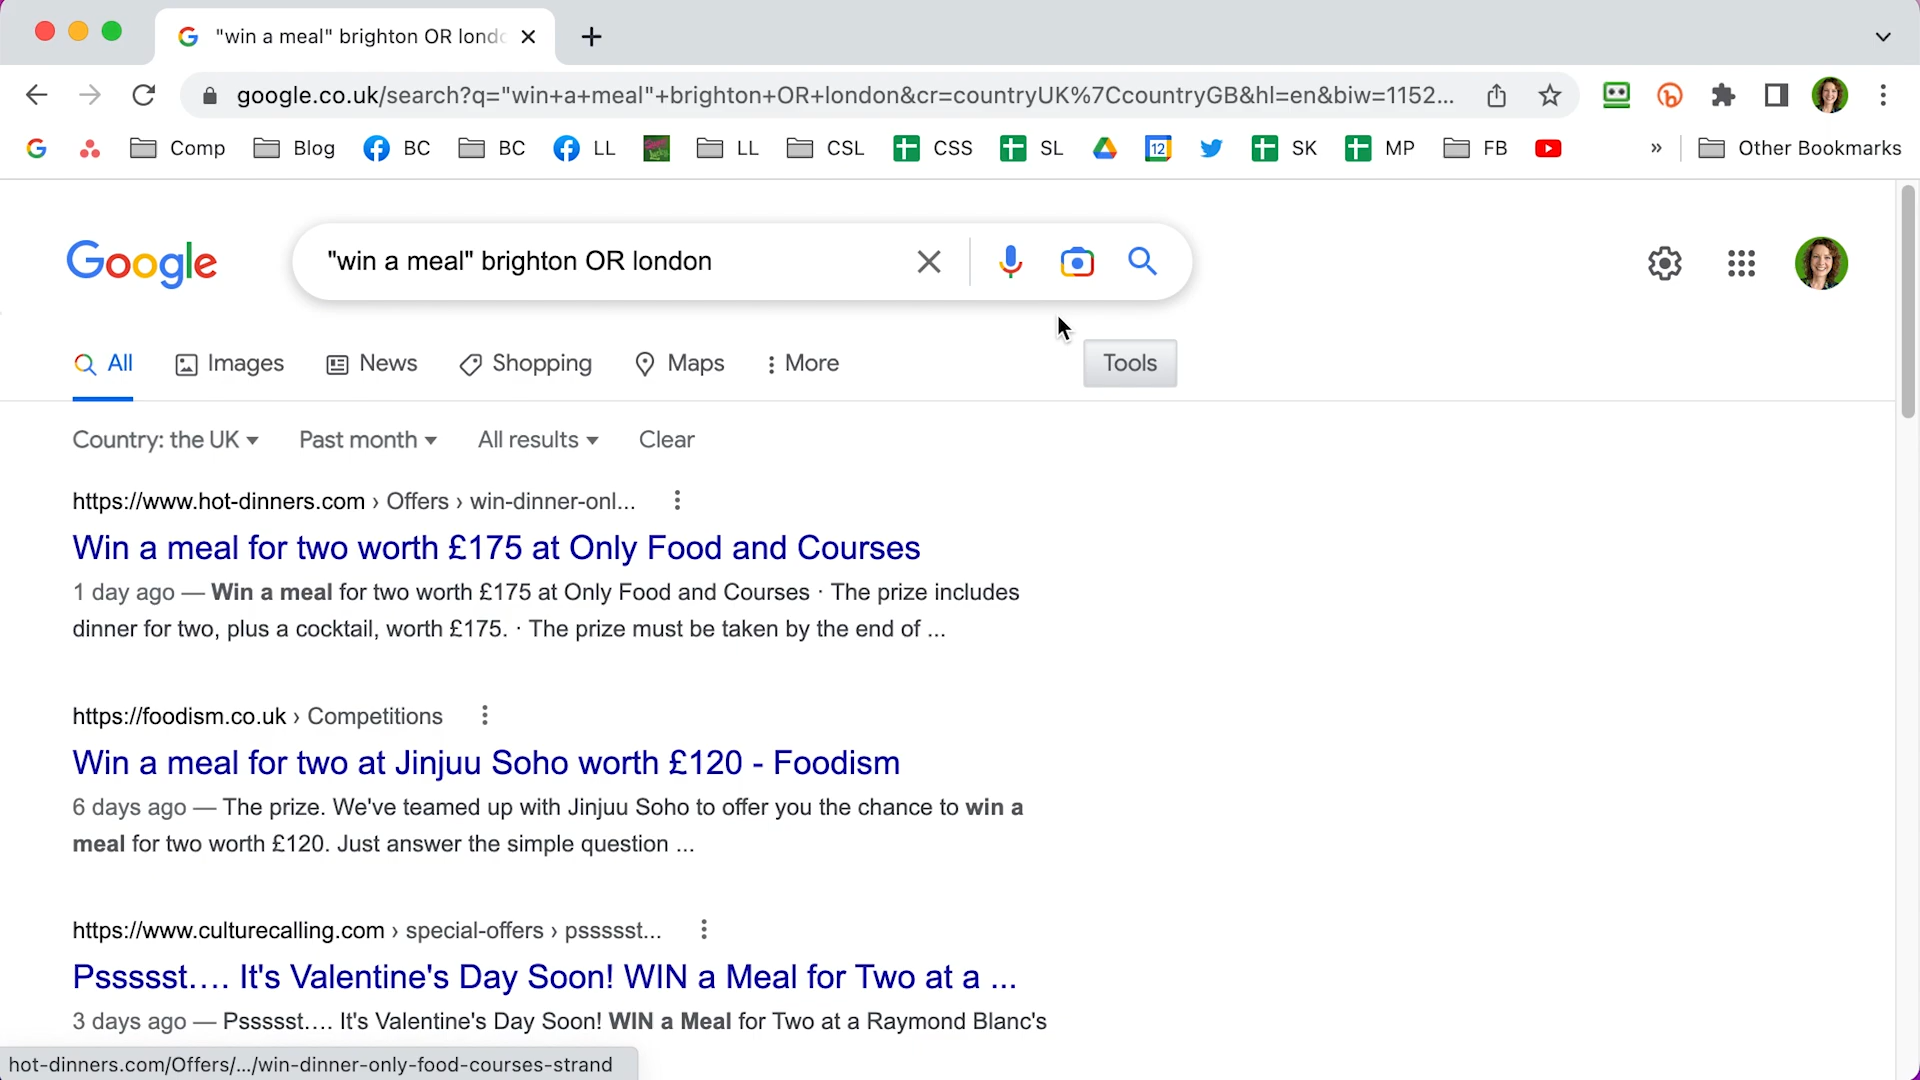 "win a meal" brighton OR londo
google.co.uk/search?q="win+a+meal"+brighton+OR+london&cr=countryUK%7CcountryGB&hl=en&biw=1152...
Comp Blog BC BC LL LL CSL CSS SL 12 SK MP FB » Other Bookmarks
Google
"win a meal" brighton OR london
All Images News Shopping Maps More Tools
Country: the UK Past month All results Clear
https://www.hot-dinners.com › Offers › win-dinner-onl...
Win a meal for two worth £175 at Only Food and Courses
1 day ago — Win a meal for two worth £175 at Only Food and Courses · The prize includes
dinner for two, plus a cocktail, worth £175. · The prize must be taken by the end of ...
https://foodism.co.uk › Competitions
Win a meal for two at Jinjuu Soho worth £120 - Foodism
6 days ago — The prize. We've teamed up with Jinjuu Soho to offer you the chance to win a
meal for two worth £120. Just answer the simple question ...
https://www.culturecalling.com › special-offers › pssssst...
Pssssst…. It's Valentine's Day Soon! WIN a Meal for Two at a ...
3 days ago — Pssssst…. It's Valentine's Day Soon! WIN a Meal for Two at a Raymond Blanc's
hot-dinners.com/Offers/.../win-dinner-only-food-courses-strand